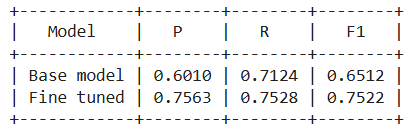 +------------+--------+--------+--------+
|   Model    |   P    |   R    |   F1   |
+------------+--------+--------+--------+
| Base model | 0.6010 | 0.7124 | 0.6512 |
| Fine tuned | 0.7563 | 0.7528 | 0.7522 |
+------------+--------+--------+--------+